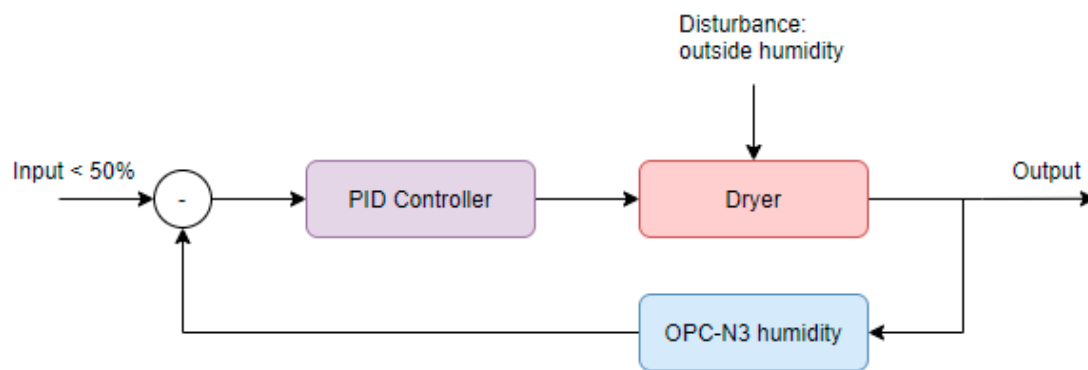 Disturbance:
outside humidity
Input < 50%
-
PID Controller
Dryer
Output
OPC-N3 humidity